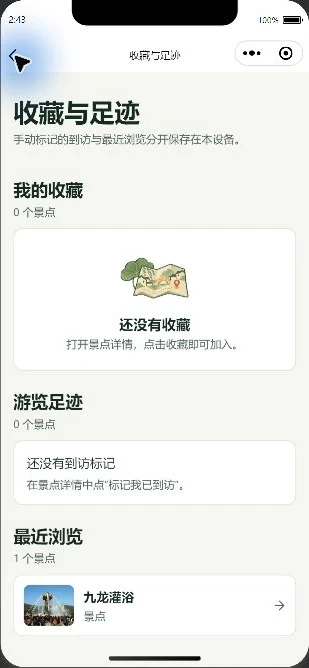 2:43
100%
收藏与足迹
收藏与足迹
手动标记的到访与最近浏览分开保存在本设备。
我的收藏
0 个景点
还没有收藏
打开景点详情，点击收藏即可加入。
游览足迹
0 个景点
还没有到访标记
在景点详情中点“标记我已到访”。
最近浏览
1 个景点
九龙灌浴
景点